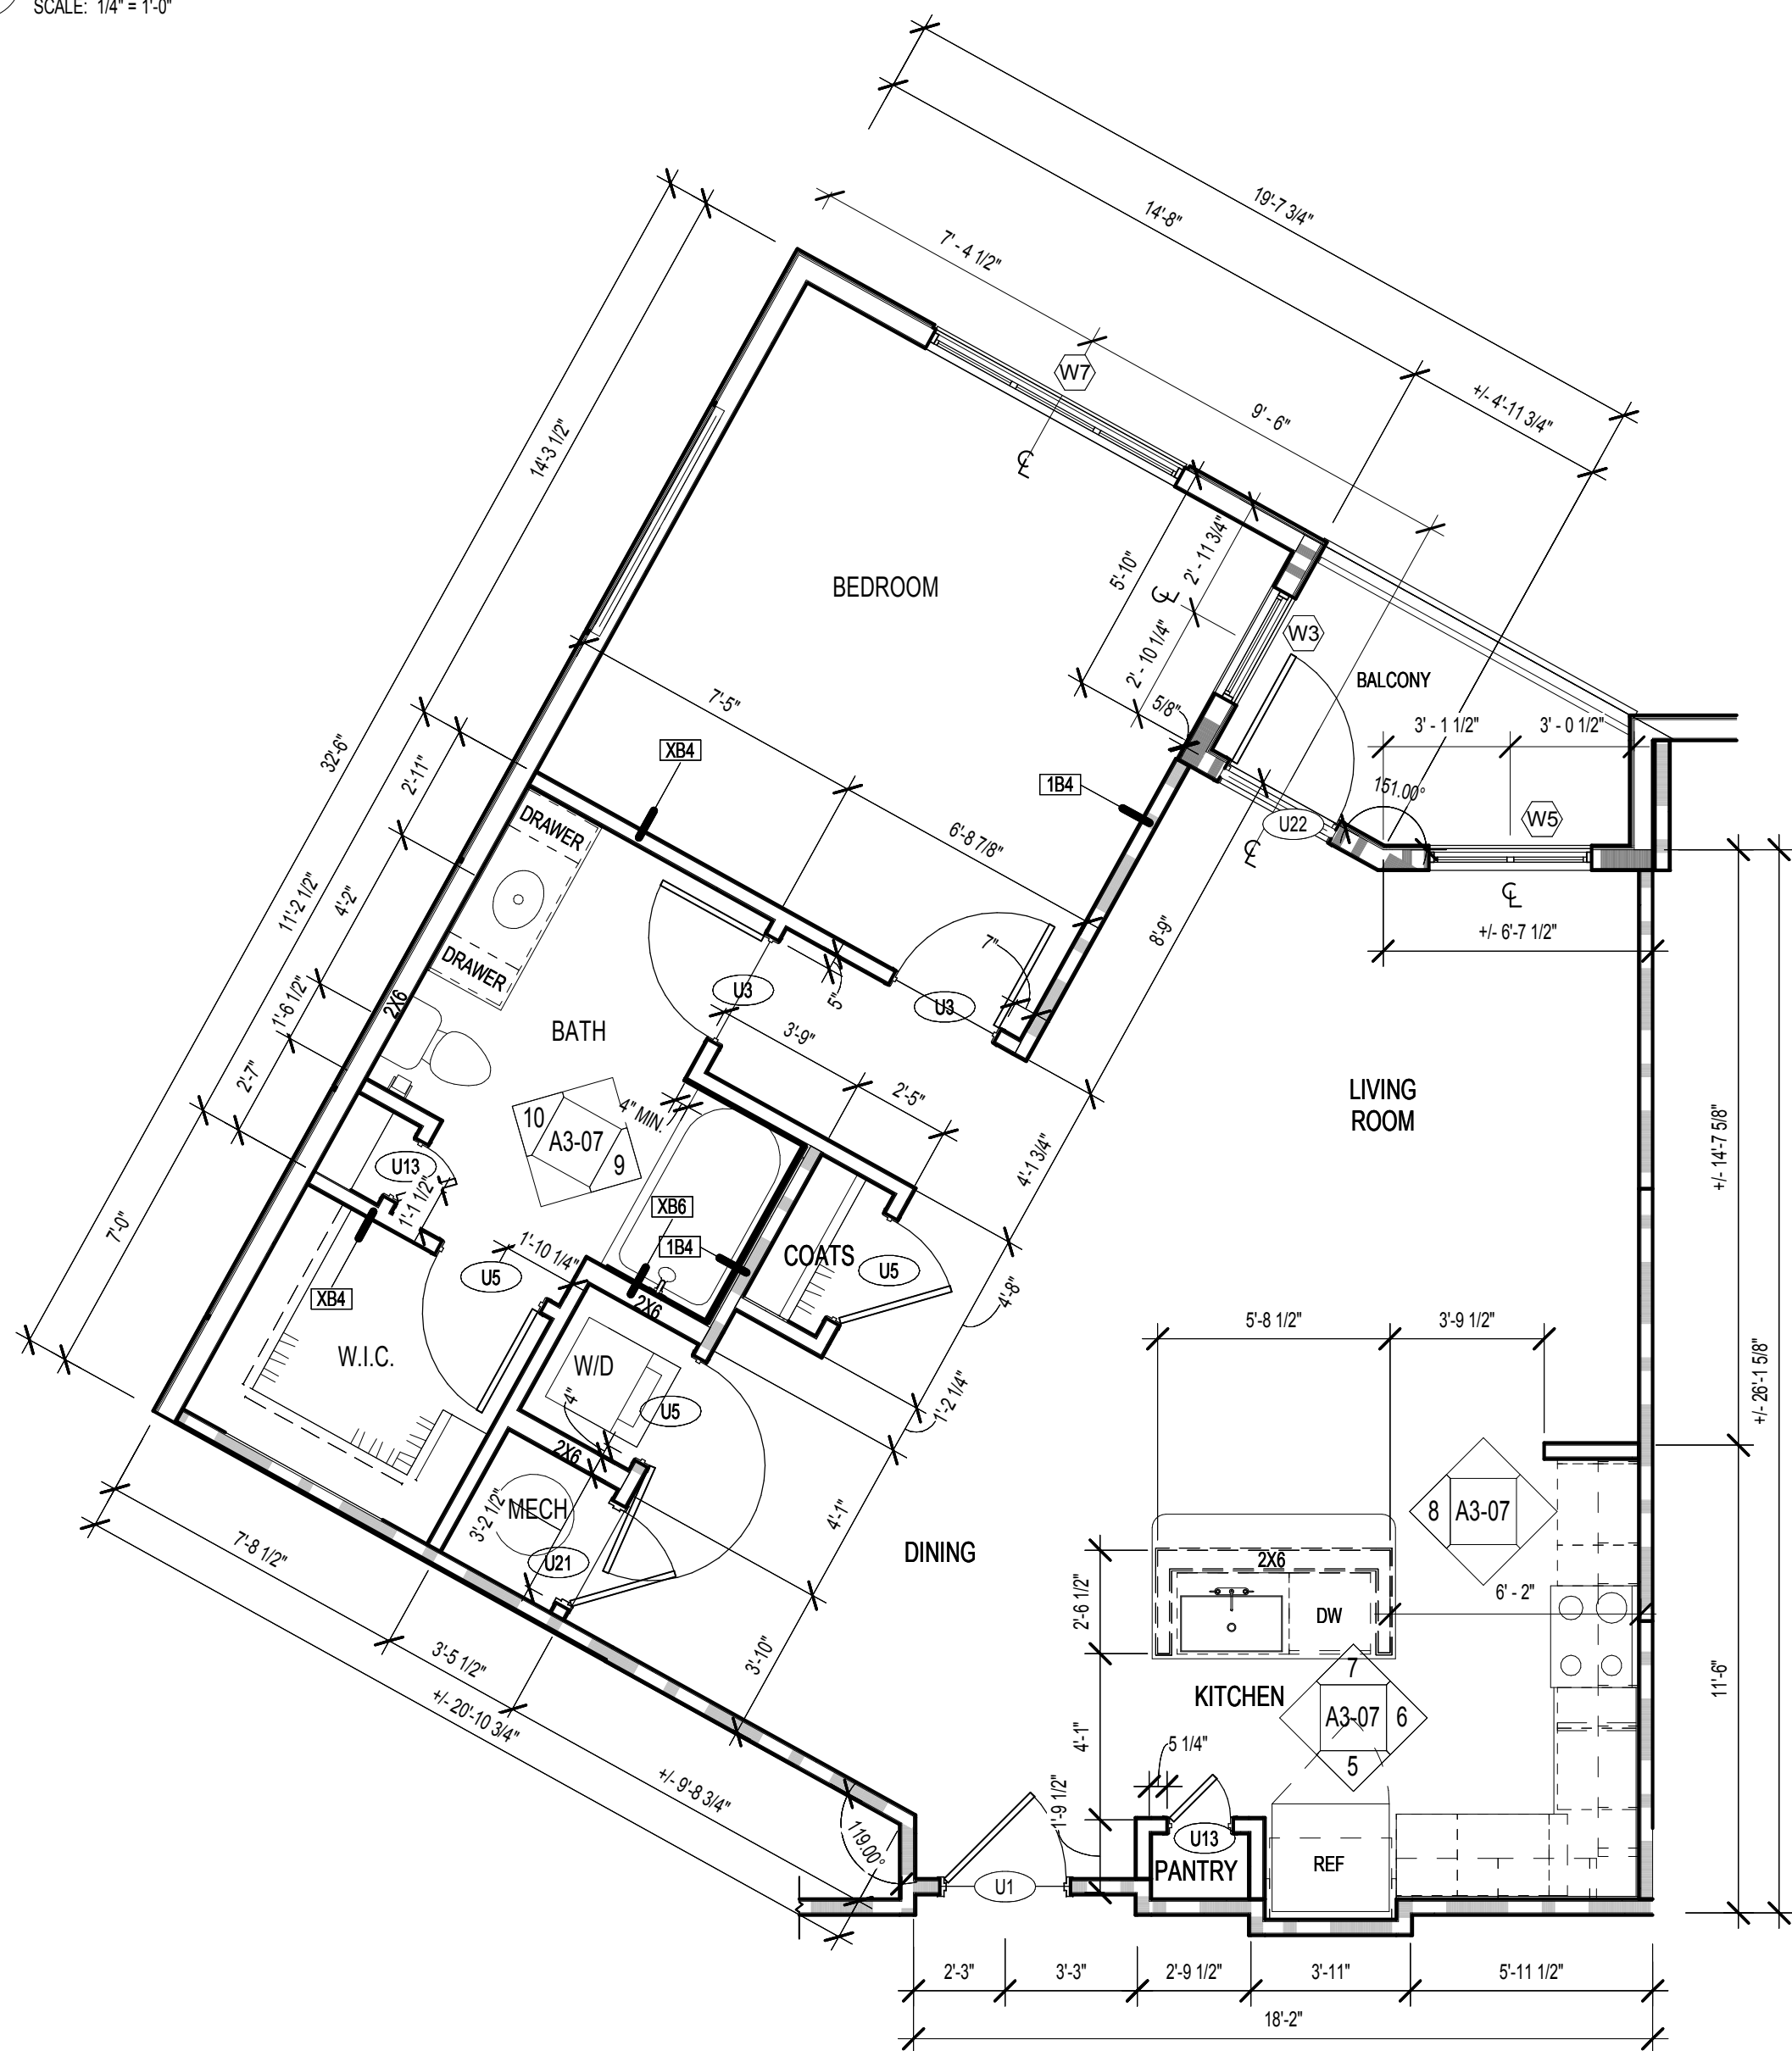 SCALE: 1/4" = 1'-0"
19'-7 3/4"
14'-8"
7' - 4 1/2"
W7
9' - 6"
+/- 4'-11 3/4"
14'-3 1/2"
BEDROOM
5'-10"
2' - 11 3/4"
2' - 10 1/4"
5/8"
W3
BALCONY
3' - 1 1/2"
3' - 0 1/2"
151.00°
W5
U22
+/- 6'-7 1/2"
7'-5"
XB4
1B4
6'-8 7/8"
32'-6"
2'-11"
11'-2 1/2"
4'-2"
1'-6 1/2"
2'-7"
7'-0"
DRAWER
DRAWER
2X6
BATH
U3
5"
U3
7"
8'-9"
3'-9"
2'-5"
4" MIN.
10
A3-07
9
U13
1'-1 1/2"
LIVING
ROOM
4'-1 3/4"
+/- 14'-7 5/8"
+/- 26'-1 5/8"
XB6
1B4
COATS
U5
1'-10 1/4"
U5
2X6
XB4
W.I.C.
W/D
4"
U5
2X6
4'-8"
1'-2 1/4"
5'-8 1/2"
3'-9 1/2"
MECH
3'-2 1/2"
U21
4'-1"
DINING
3'-10"
8
A3-07
2X6
DW
6' - 2"
2'-6 1/2"
7'-8 1/2"
3'-5 1/2"
+/- 20'-10 3/4"
+/- 9'-8 3/4"
KITCHEN
7
A3-07
6
5
11'-6"
4'-1"
5 1/4"
1'-9 1/2"
119.00°
U13
PANTRY
REF
U1
2'-3"
3'-3"
2'-9 1/2"
3'-11"
5'-11 1/2"
18'-2"